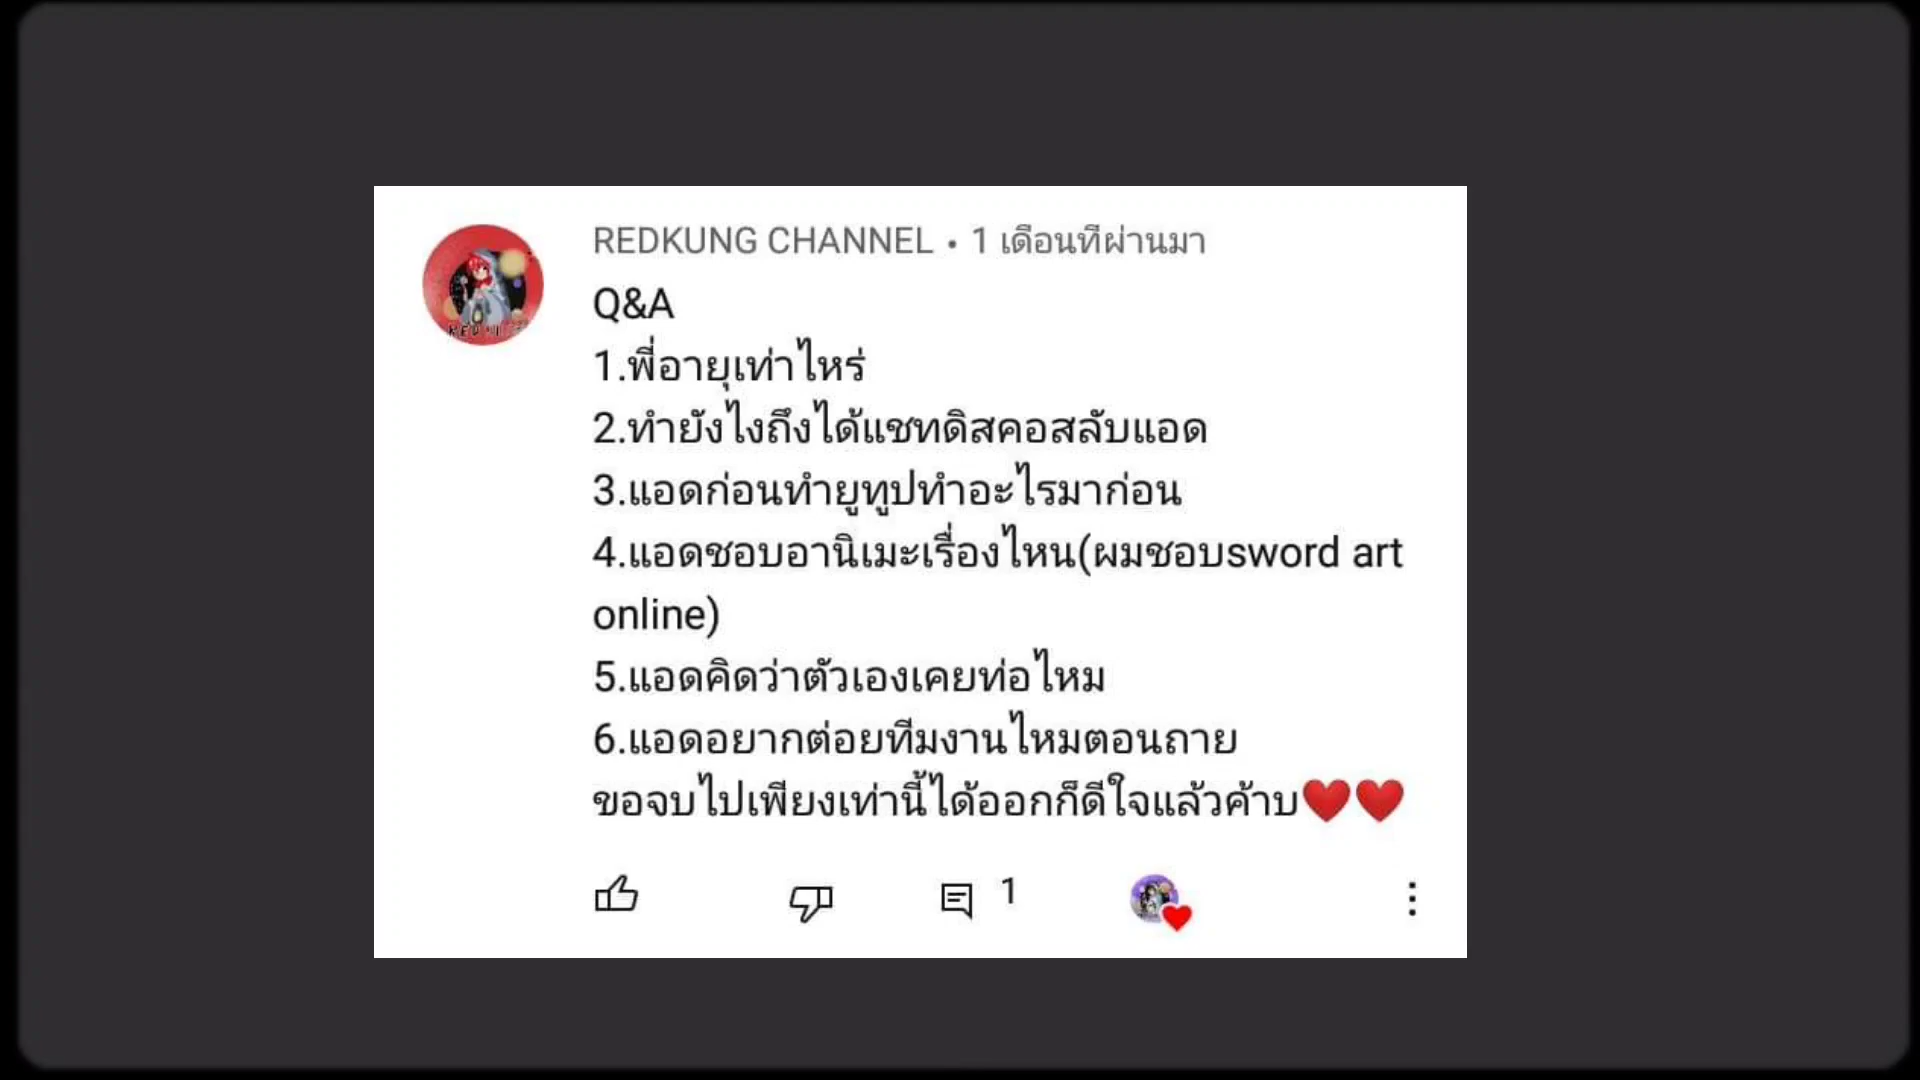 REDKUNG CHANNEL • 1 เดือนที่ผ่านมา
Q&A
1.พี่อายุเท่าไหร่
2.ทำยังไงถึงได้แชทดิสคอสลับแอด
3.แอดก่อนทำยูทูปทำอะไรมาก่อน
4.แอดชอบอานิเมะเรื่องไหน(ผมชอบsword art
online)
5.แอดคิดว่าตัวเองเคยท่อไหม
6.แอดอยากต่อยทีมงานไหมตอนถาย
ขอจบไปเพียงเท่านี้ได้ออกก็ดีใจแล้วค้าบ❤️❤️
1